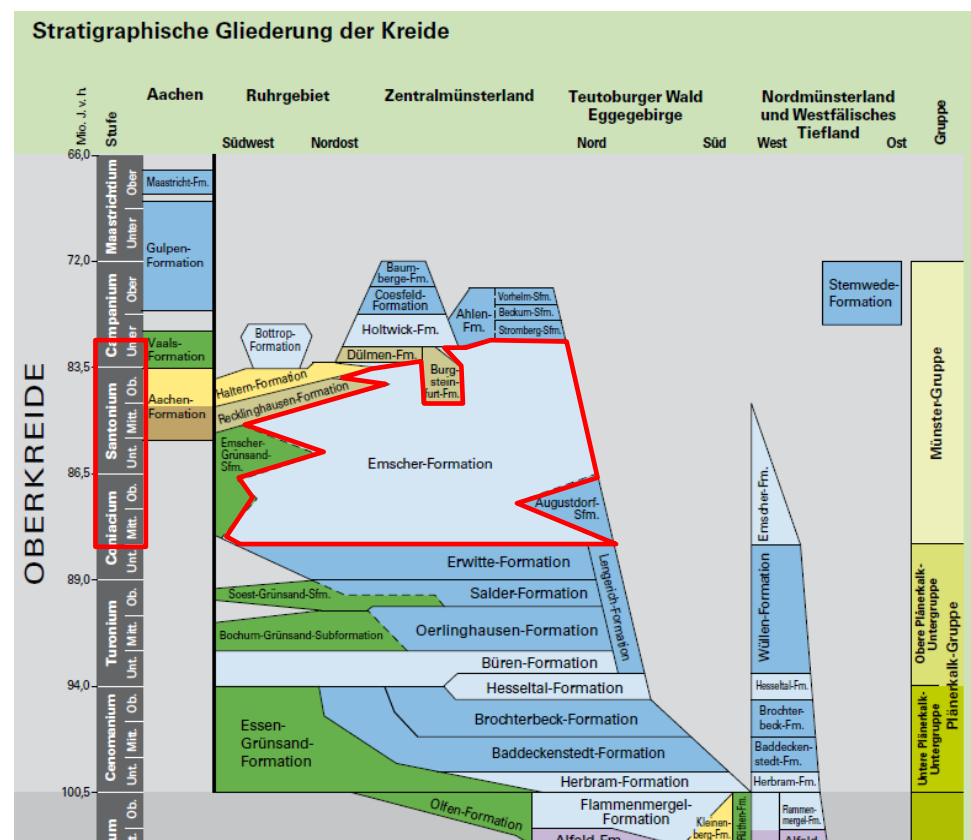 Stratigraphische Gliederung der Kreide
Mio. J. v. h.
Stufe
Aachen
Ruhrgebiet
Zentralmünsterland
Teutoburger Wald
Eggegebirge
Nordmünsterland
und Westfälisches
Tiefland
Gruppe
Südwest
Nordost
Nord
Süd
West
Ost
66,0
72,0
83,5
86,5
89,0
94,0
100,5
OBERKREIDE
Maastrichtium
Ober
Unter
Campanium
Ober
Unter
Santonium
Ob.
Mitt.
Unt.
Coniacium
Ob.
Mitt.
Unt.
Turonium
Ob.
Mitt.
Unt.
Cenomanium
Ob.
Mitt.
Unt.
Ob.
Maastricht-Fm.
Gulpen-
Formation
Vaals-
Formation
Aachen-
Formation
Bottrop-
Formation
Haltern-Formation
Recklinghausen-Formation
Emscher-
Grünsand-
Sfm.
Baum-
berge-Fm.
Coesfeld-
Formation
Holtwick-Fm.
Dülmen-Fm.
Burg-
stein-
furt-Fm.
Ahlen-
Fm.
Vorhelm-Sfm.
Beckum-Sfm.
Stromberg-Sfm.
Emscher-Formation
Augustdorf-
Sfm.
Erwitte-Formation
Lengerich-Formation
Soest-Grünsand-Sfm.
Salder-Formation
Bochum-Grünsand-Subformation
Oerlinghausen-Formation
Büren-Formation
Hesseltal-Formation
Essen-
Grünsand-
Formation
Brochterbeck-Formation
Baddeckenstedt-Formation
Herbram-Formation
Olfen-Formation
Flammenmergel-
Formation
Kleinen-
berg-Fm.
Rüthen-Fm.
Stemwede-
Formation
Emscher-Fm.
Wüllen-Formation
Hesseltal-Fm.
Brochter-
beck-Fm.
Baddecken-
stedt-Fm.
Herbram-Fm.
Flammen-
mergel-Fm.
Münster-Gruppe
Obere Plänerkalk-
Untergruppe
Untere Plänerkalk-
Untergruppe
Plänerkalk-Gruppe